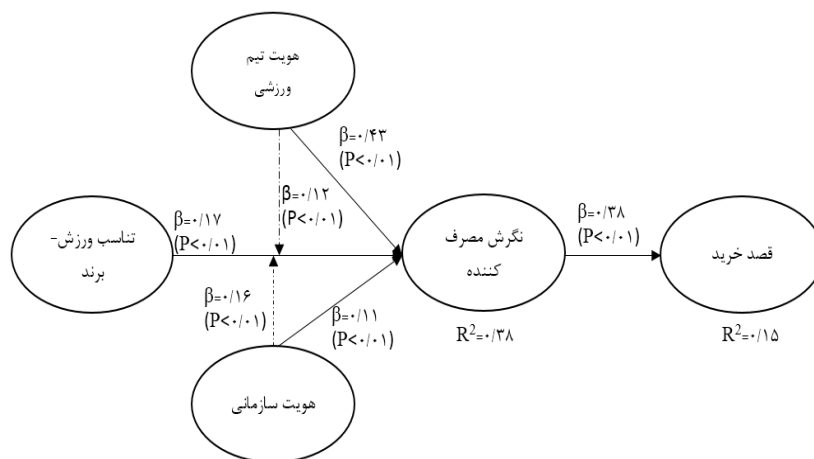 هویت تیم
ورزشی
β=۰/۴۳
(P<۰/۰۱)
β=۰/۱۲
(P<۰/۰۱)
β=۰/۱۷
(P<۰/۰۱)
β=۰/۳۸
(P<۰/۰۱)
تناسب ورزش-
برند
نگرش مصرف
کننده
قصد خرید
β=۰/۱۶
(P<۰/۰۱)
β=۰/۱۱
(P<۰/۰۱)
R²=۰/۳۸
R²=۰/۱۵
هویت سازمانی